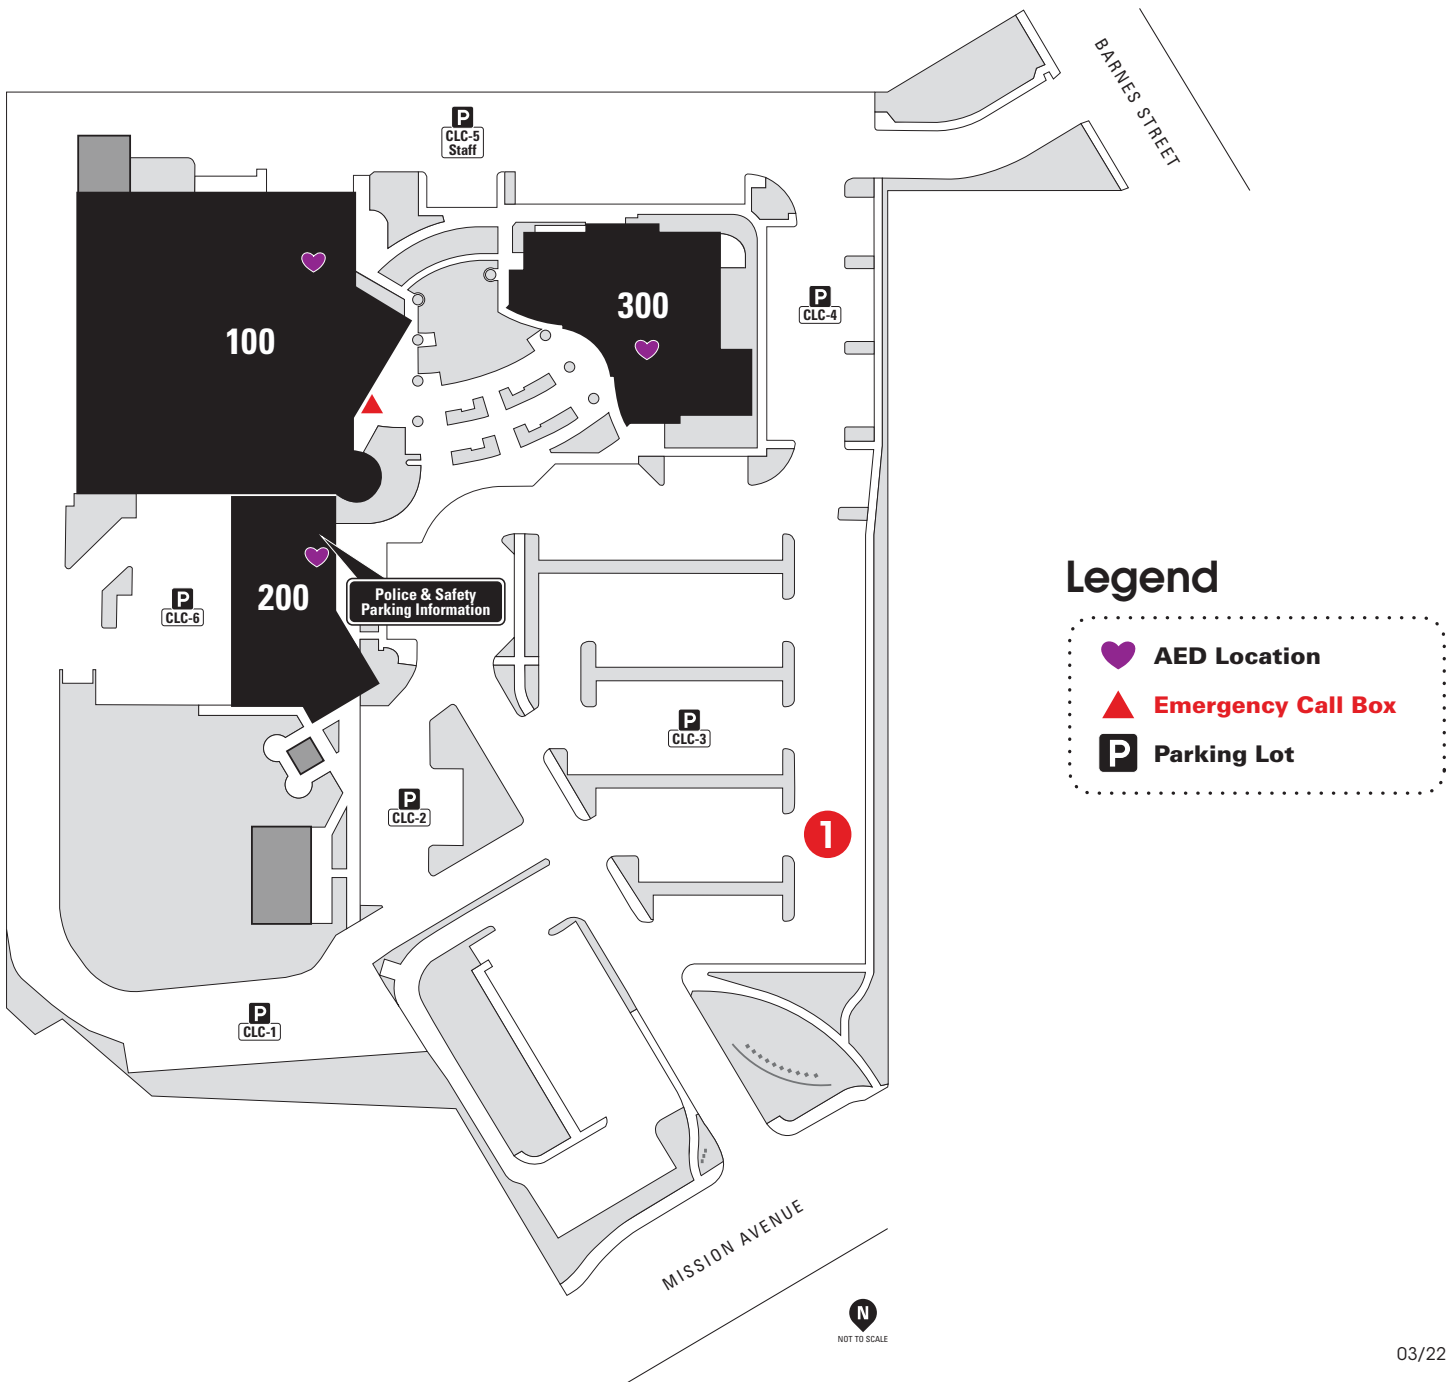 BARNES STREET
P
CLC-5
Staff
100
300
P
CLC-4
P
CLC-6
200
Police & Safety
Parking Information
P
CLC-3
P
CLC-2
1
P
CLC-1
MISSION AVENUE
N
NOT TO SCALE
Legend
AED Location
Emergency Call Box
P
Parking Lot
03/22